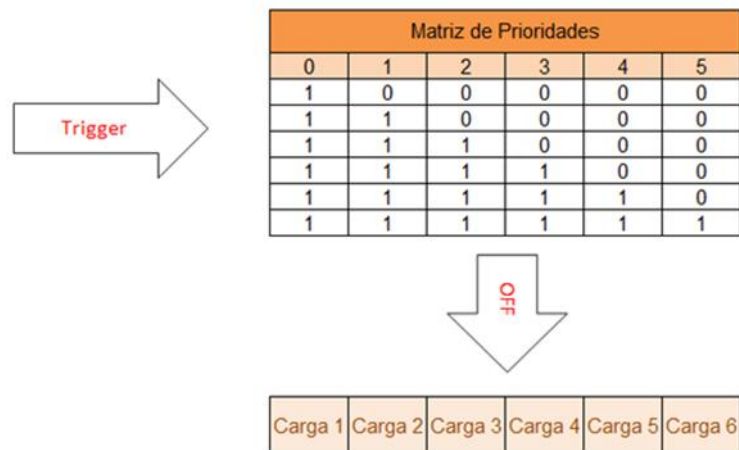 Matriz de Prioridades
0 1 2 3 4 5
1 0 0 0 0 0
Trigger
1 1 0 0 0 0
1 1 1 0 0 0
1 1 1 1 0 0
1 1 1 1 1 0
1 1 1 1 1 1
OFF
Carga 1 Carga 2 Carga 3 Carga 4 Carga 5 Carga 6